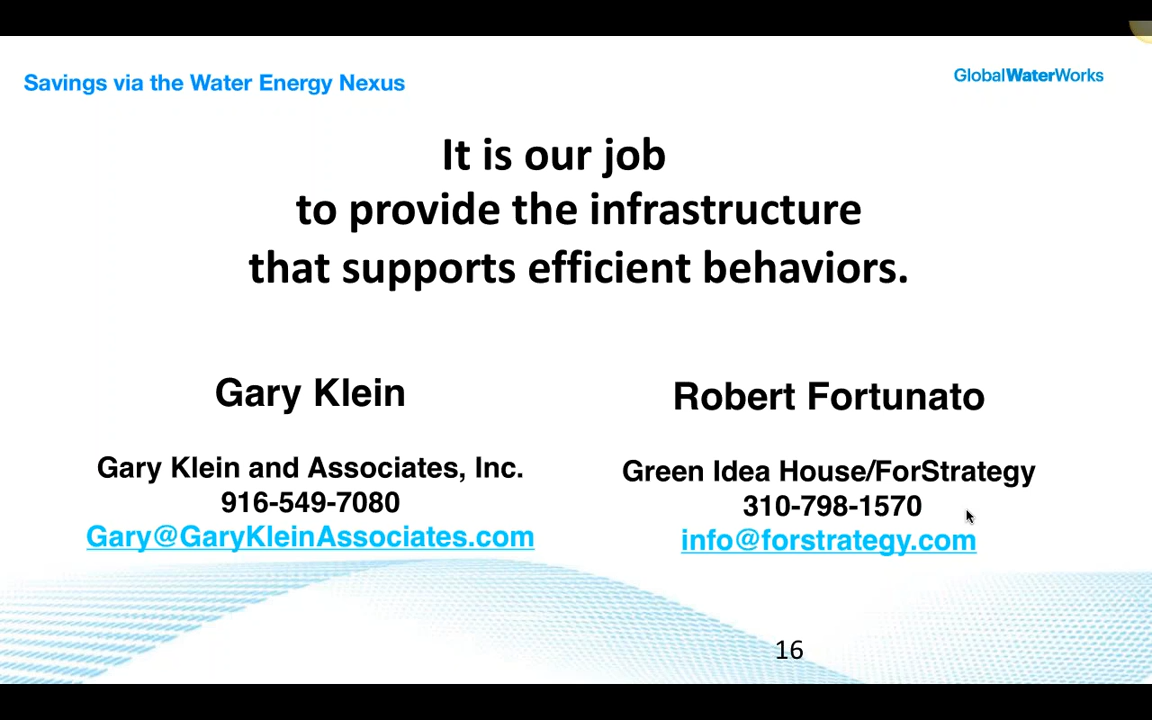 Savings via the Water Energy Nexus
GlobalWaterWorks
It is our job
to provide the infrastructure
that supports efficient behaviors.
Gary Klein
Gary Klein and Associates, Inc.
916-549-7080
Gary@GaryKleinAssociates.com
Robert Fortunato
Green Idea House/ForStrategy
310-798-1570
info@forstrategy.com
16